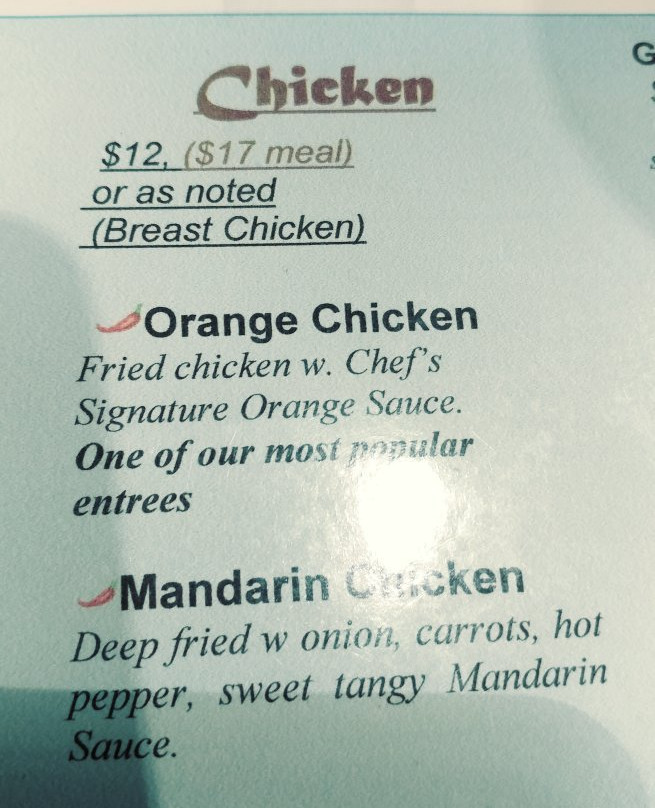 Chicken
$12, ($17 meal)
or as noted
(Breast Chicken)
Orange Chicken
Fried chicken w. Chef's
Signature Orange Sauce.
One of our most popular
entrees
Mandarin Chicken
Deep fried w onion, carrots, hot
pepper, sweet tangy Mandarin
Sauce.